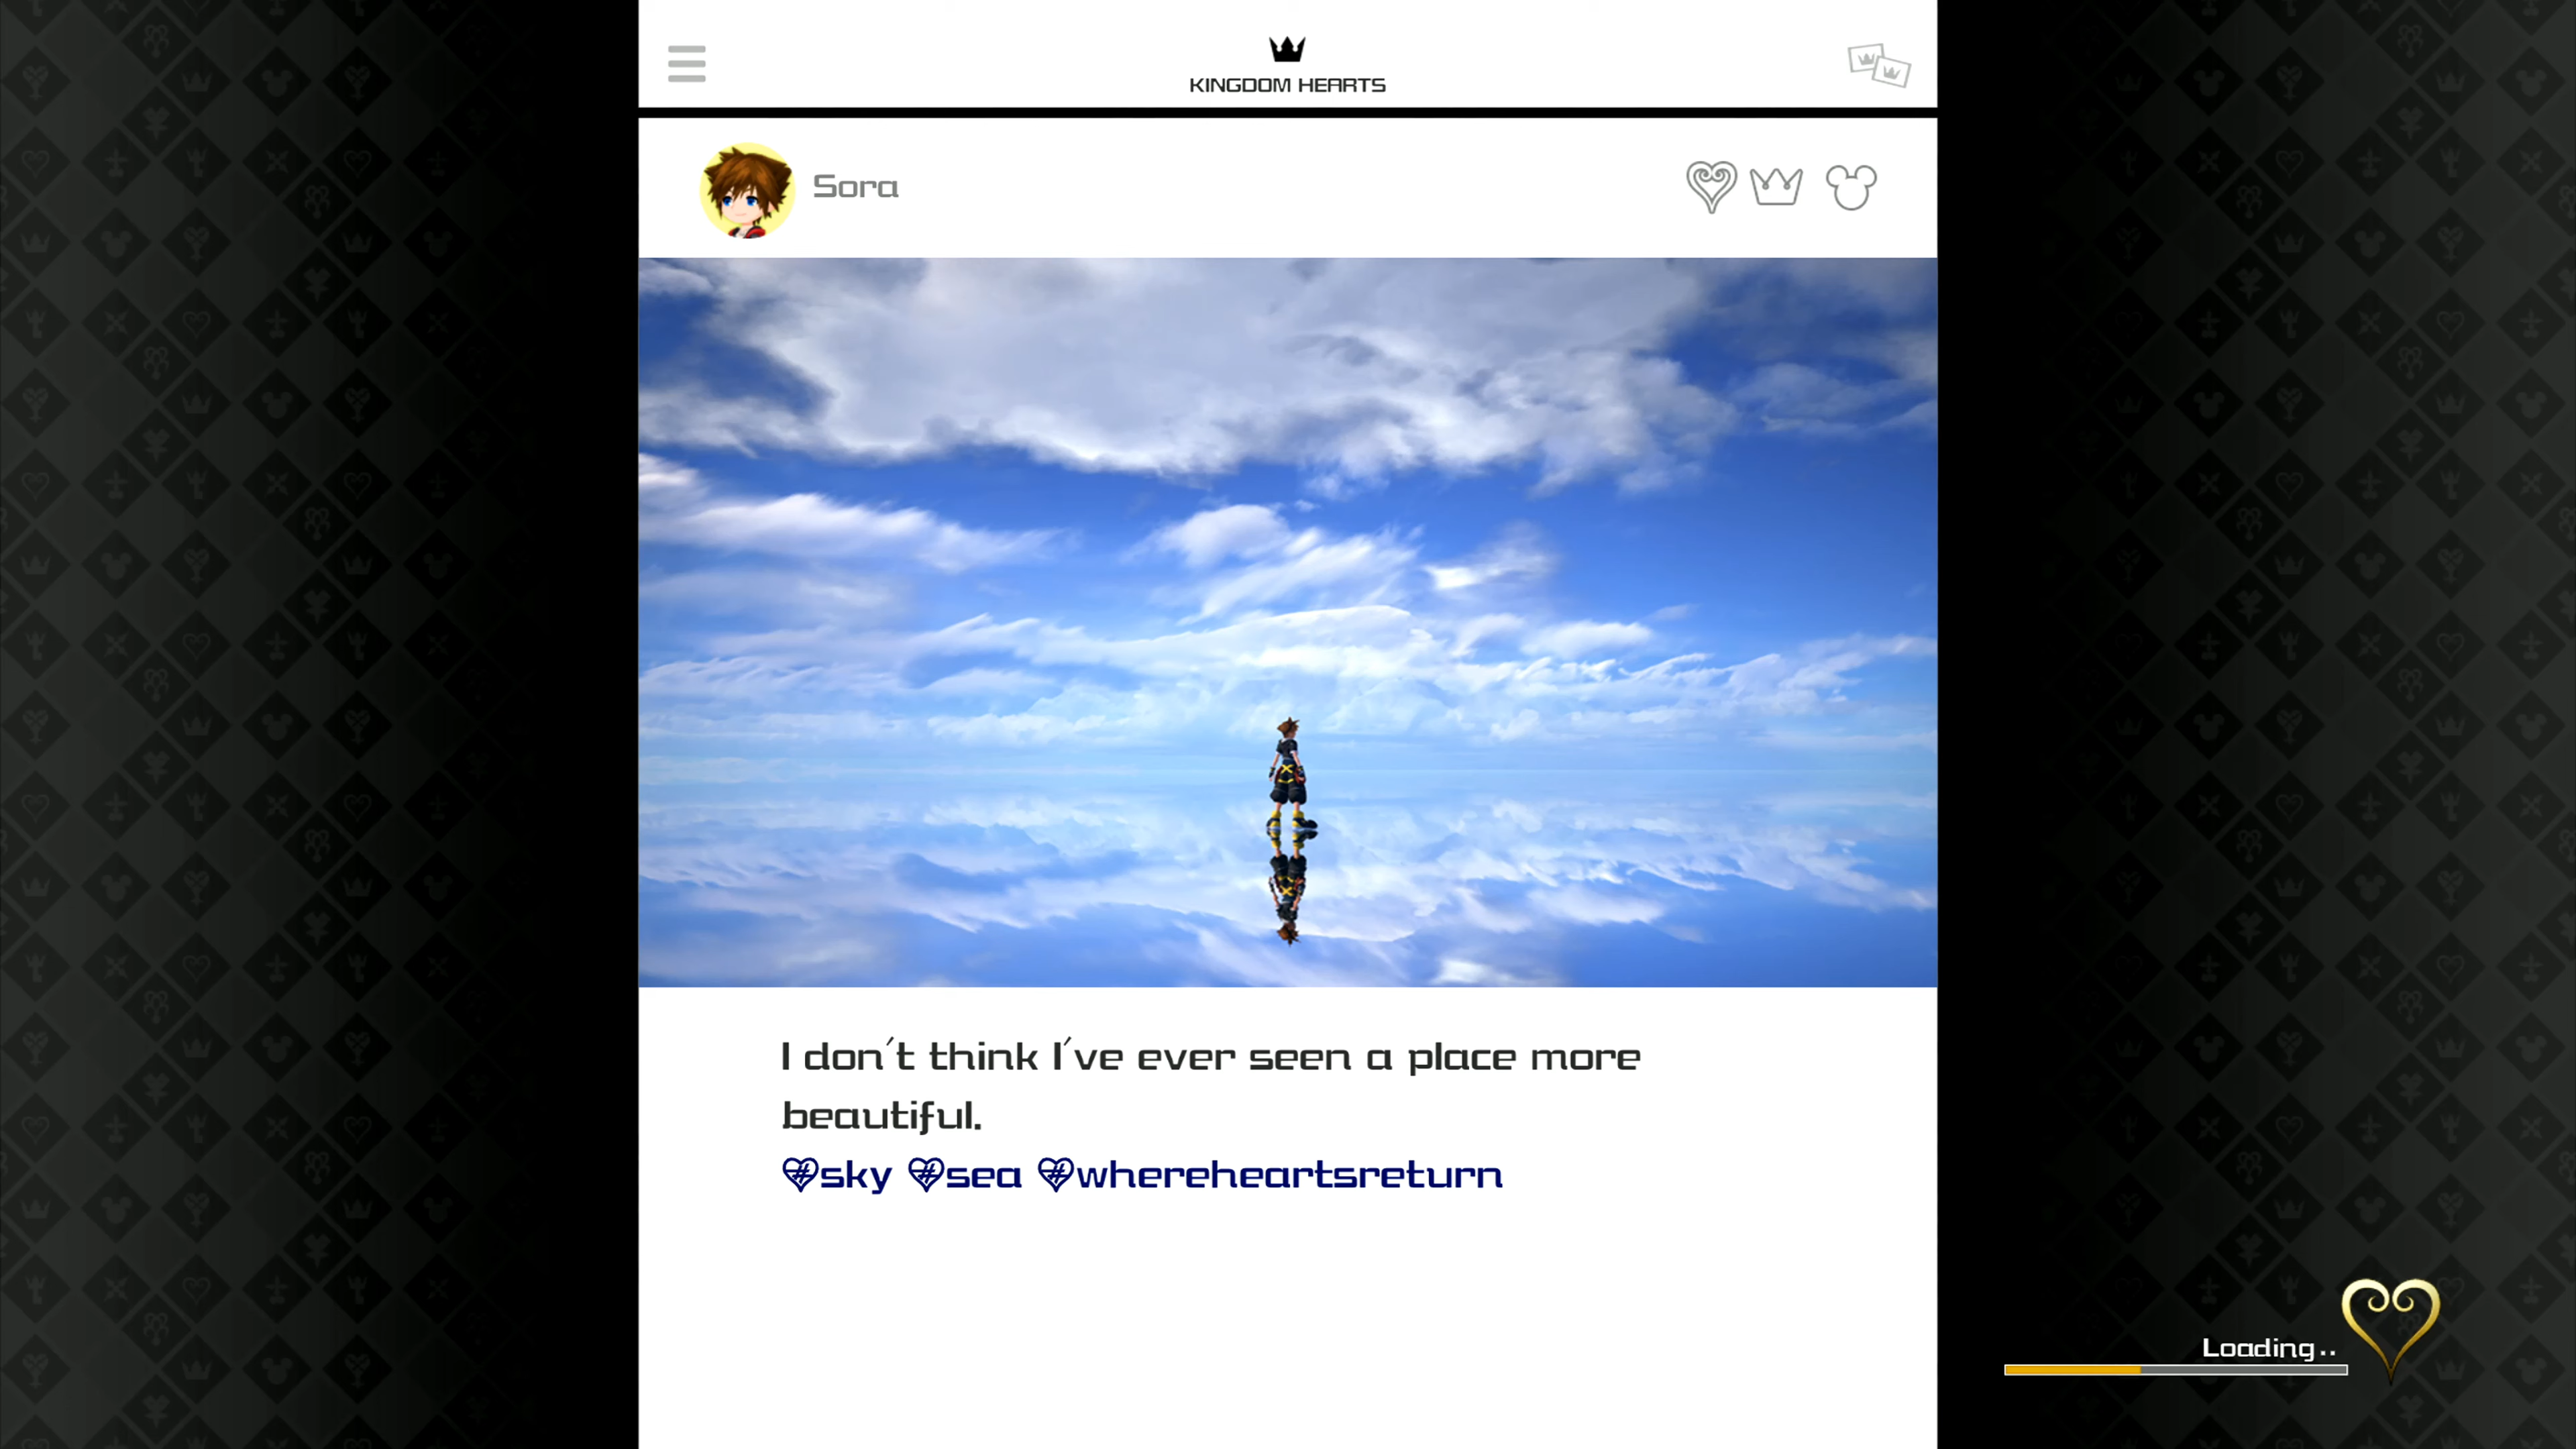 KINGDOM HEARTS
Sora
I don't think I've ever seen a place more
beautiful.
#sky #sea #whereheartsreturn
Loading..